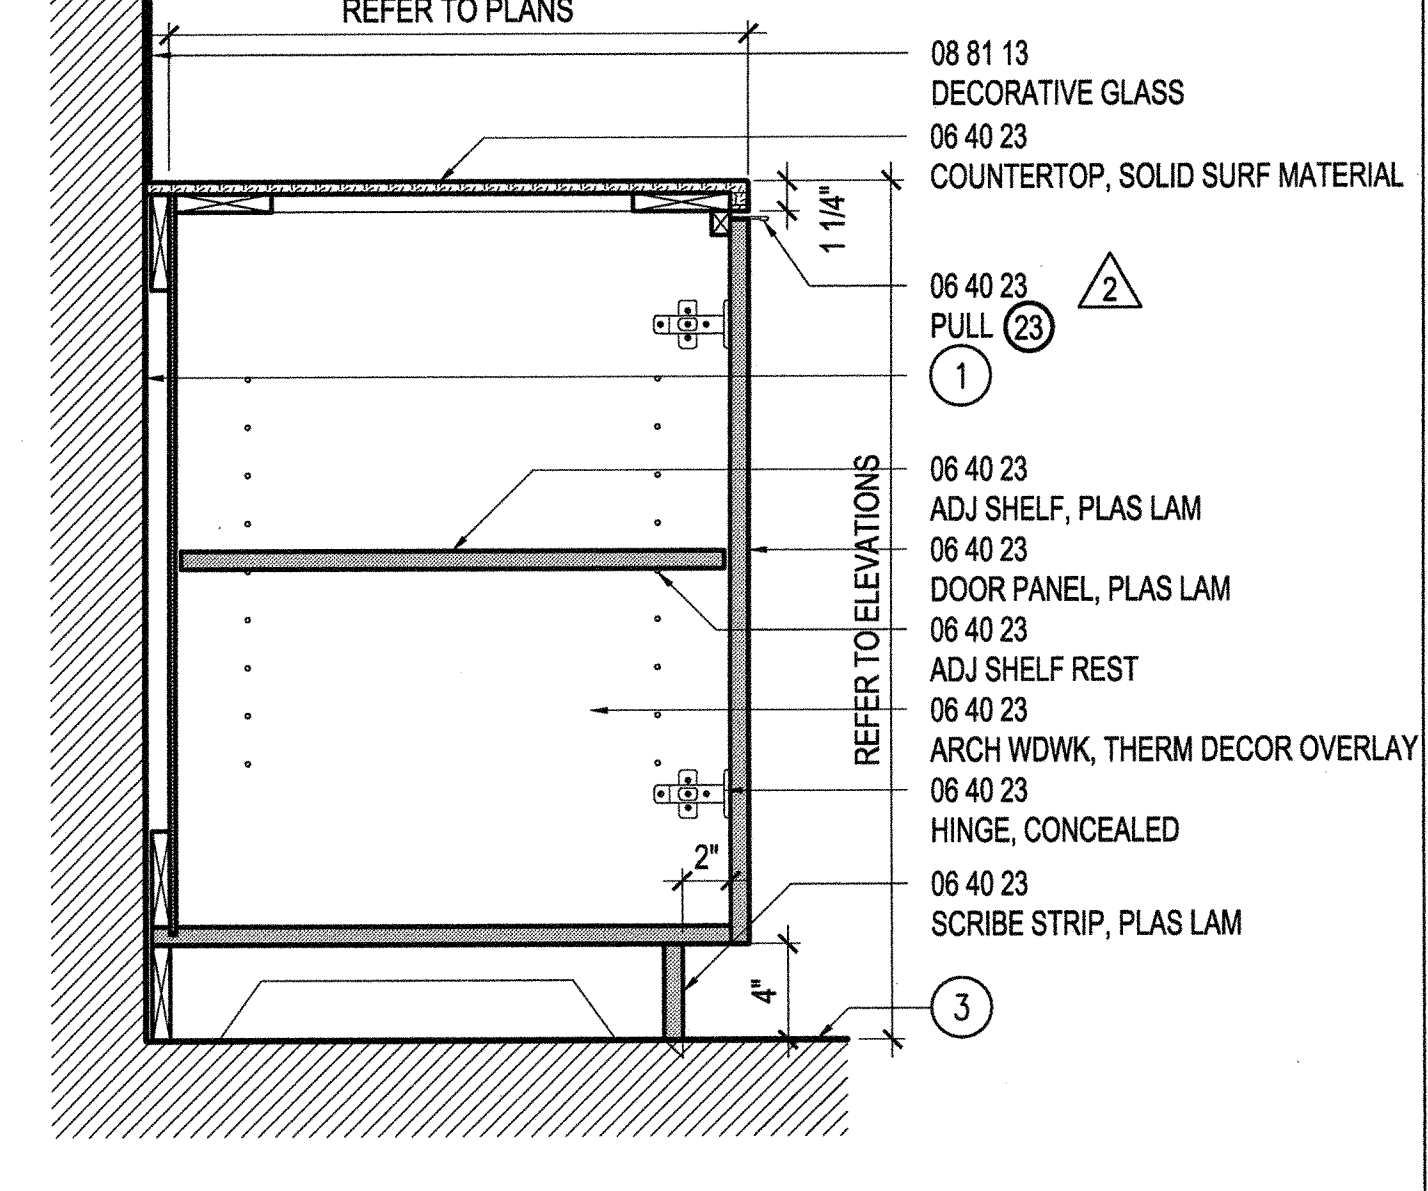 REFER TO PLANS
08 81 13
DECORATIVE GLASS
06 40 23
COUNTERTOP, SOLID SURF MATERIAL
1 1/4"
06 40 23
2
PULL 23
1
REFER TO ELEVATIONS
06 40 23
ADJ SHELF, PLAS LAM
06 40 23
DOOR PANEL, PLAS LAM
06 40 23
ADJ SHELF REST
06 40 23
ARCH WDWK, THERM DECOR OVERLAY
06 40 23
HINGE, CONCEALED
2"
06 40 23
SCRIBE STRIP, PLAS LAM
4"
3